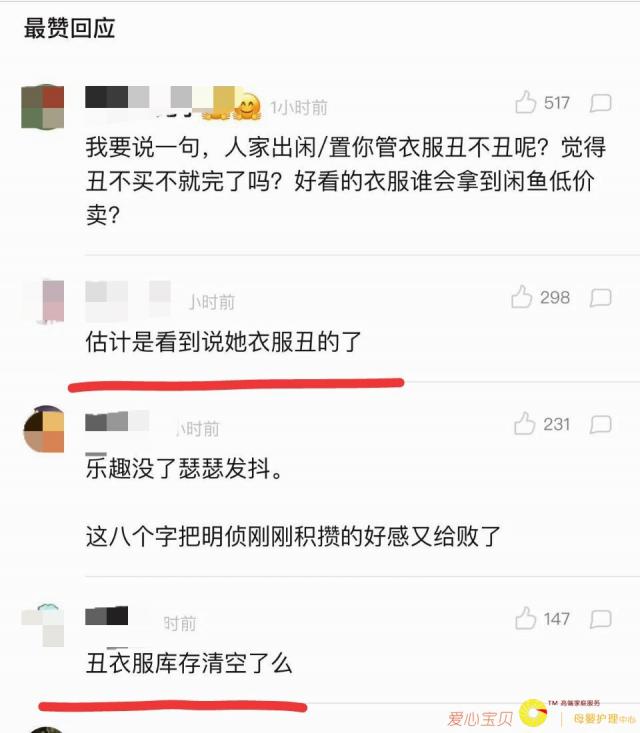 最赞回应
1小时前
517
我要说一句，人家出闲/置你管衣服丑不丑呢？觉得
丑不买不就完了吗？好看的衣服谁会拿到闲鱼低价
卖？
小时前
298
估计是看到说她衣服丑的了
小时前
231
乐趣没了瑟瑟发抖。
这八个字把明侦刚刚积攒的好感又给败了
时前
147
丑衣服库存清空了么
爱心宝贝
TM 高端家庭服务
母婴护理中心